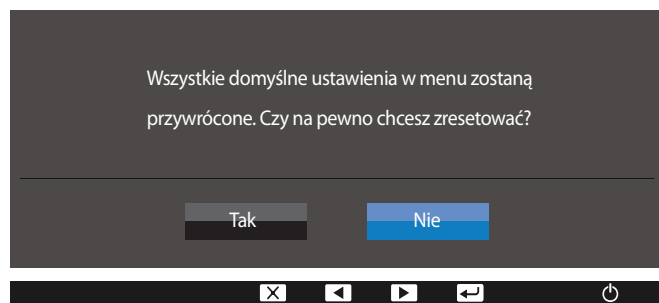 Wszystkie domyślne ustawienia w menu zostaną
przywrócone. Czy na pewno chcesz zresetować?
Tak
Nie